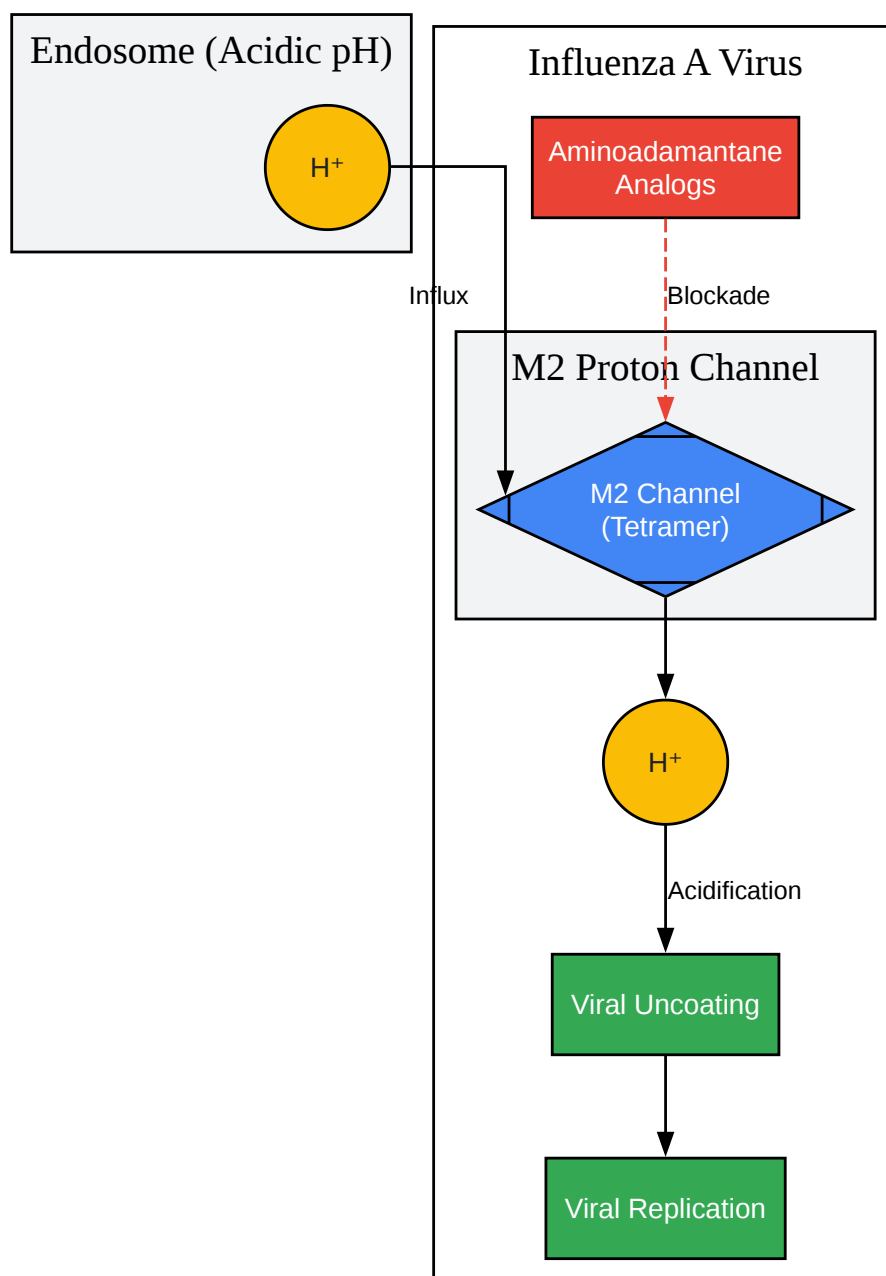 Endosome (Acidic pH)
H⁺
Influenza A Virus
Aminoadamantane
Analogs
Influx
Blockade
M2 Proton Channel
M2 Channel
(Tetramer)
H⁺
Acidification
Viral Uncoating
Viral Replication